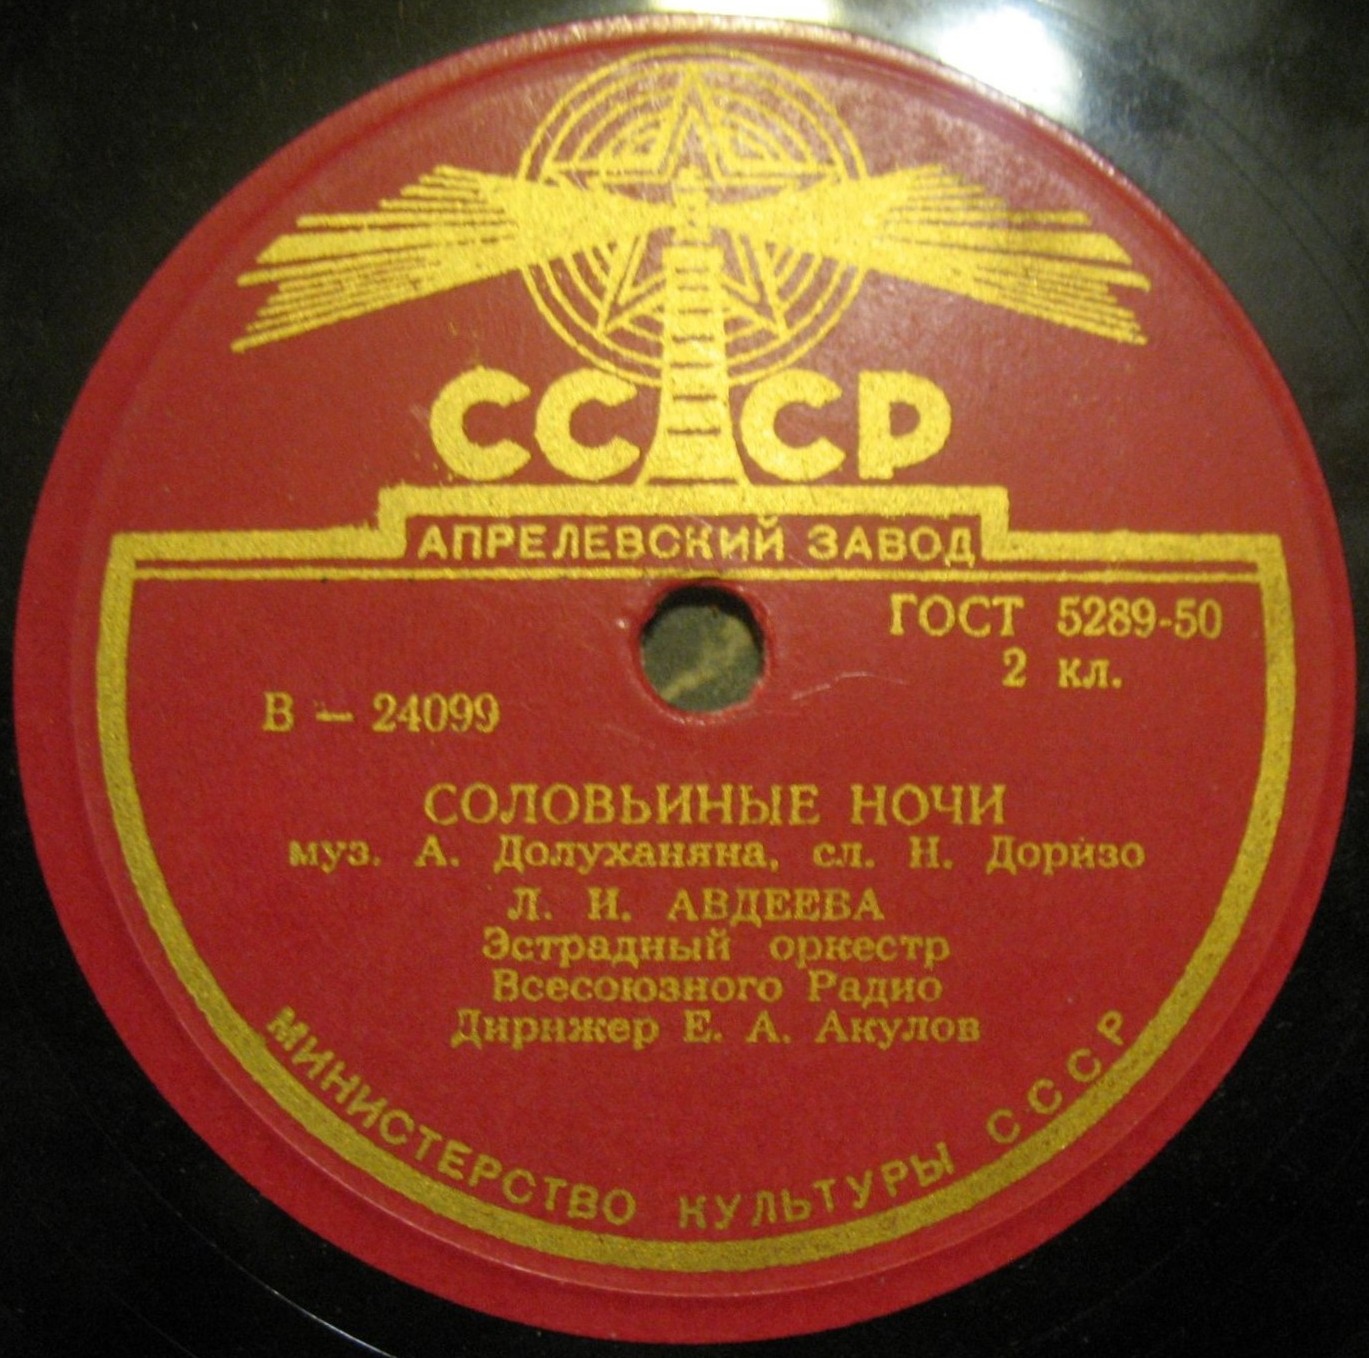 СССР
АПРЕЛЕВСКИЙ ЗАВОД
ГОСТ 5289-50
2 кл.
В — 24099
СОЛОВЬИНЫЕ НОЧИ
муз. А. Долуханяна, сл. Н. Доризо
Л. И. АВДЕЕВА
Эстрадный оркестр
Всесоюзного Радио
Дирижер Е. А. Акулов
МИНИСТЕРСТВО КУЛЬТУРЫ СССР